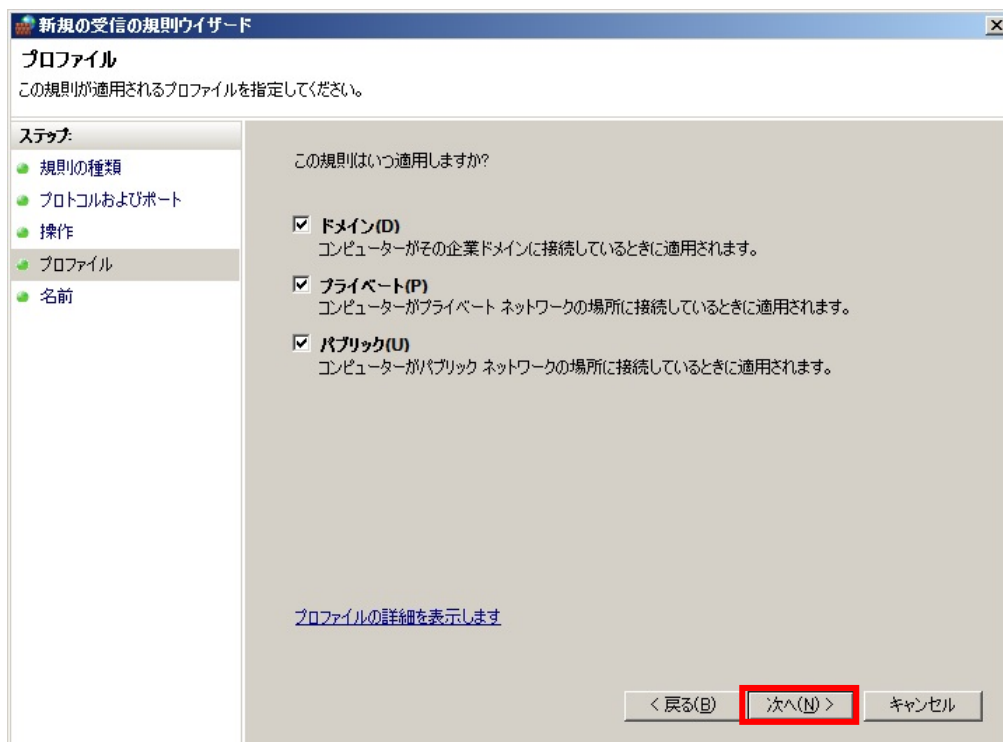 新規の受信の規則ウィザード
プロファイル
この規則が適用されるプロファイルを指定してください。
ステップ:
規則の種類
プロトコルおよびポート
操作
プロファイル
名前
この規則はいつ適用しますか?
ドメイン(D)
コンピューターがその企業ドメインに接続しているときに適用されます。
プライベート(P)
コンピューターがプライベート ネットワークの場所に接続しているときに適用されます。
パブリック(U)
コンピューターがパブリック ネットワークの場所に接続しているときに適用されます。
プロファイルの詳細を表示します
< 戻る(B)
次へ(N) >
キャンセル